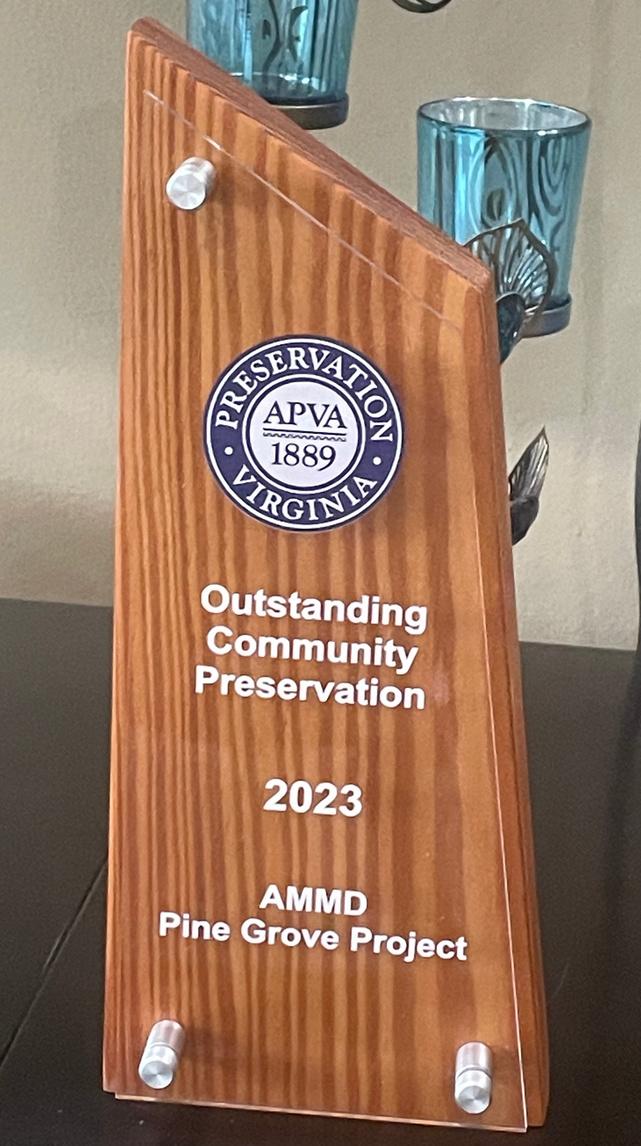 PRESERVATION
APVA
1889
VIRGINIA
Outstanding
Community
Preservation
2023
AMMD
Pine Grove Project